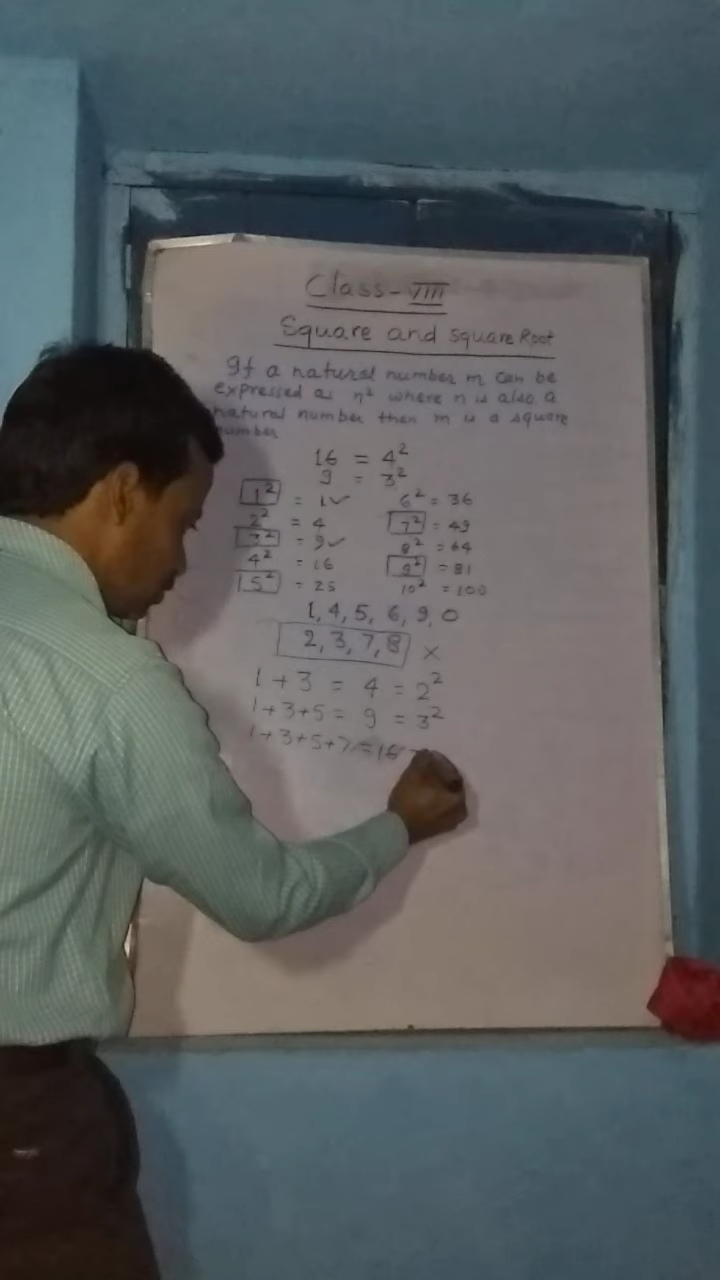 Class-VIII
Square and Square Root
If a natural number m can be
expressed as n² where n is also a
natural number then m is a square
number
16 = 4²
9 = 3²
1² = 1 ✓ 6² = 36
2² = 4 7² = 49
3² = 9 ✓ 8² = 64
4² = 16 9² = 81
5² = 25 10² = 100
1, 4, 5, 6, 9, 0
2, 3, 7, 8 ×
1 + 3 = 4 = 2²
1+3+5 = 9 = 3²
1+3+5+7 = 16 =